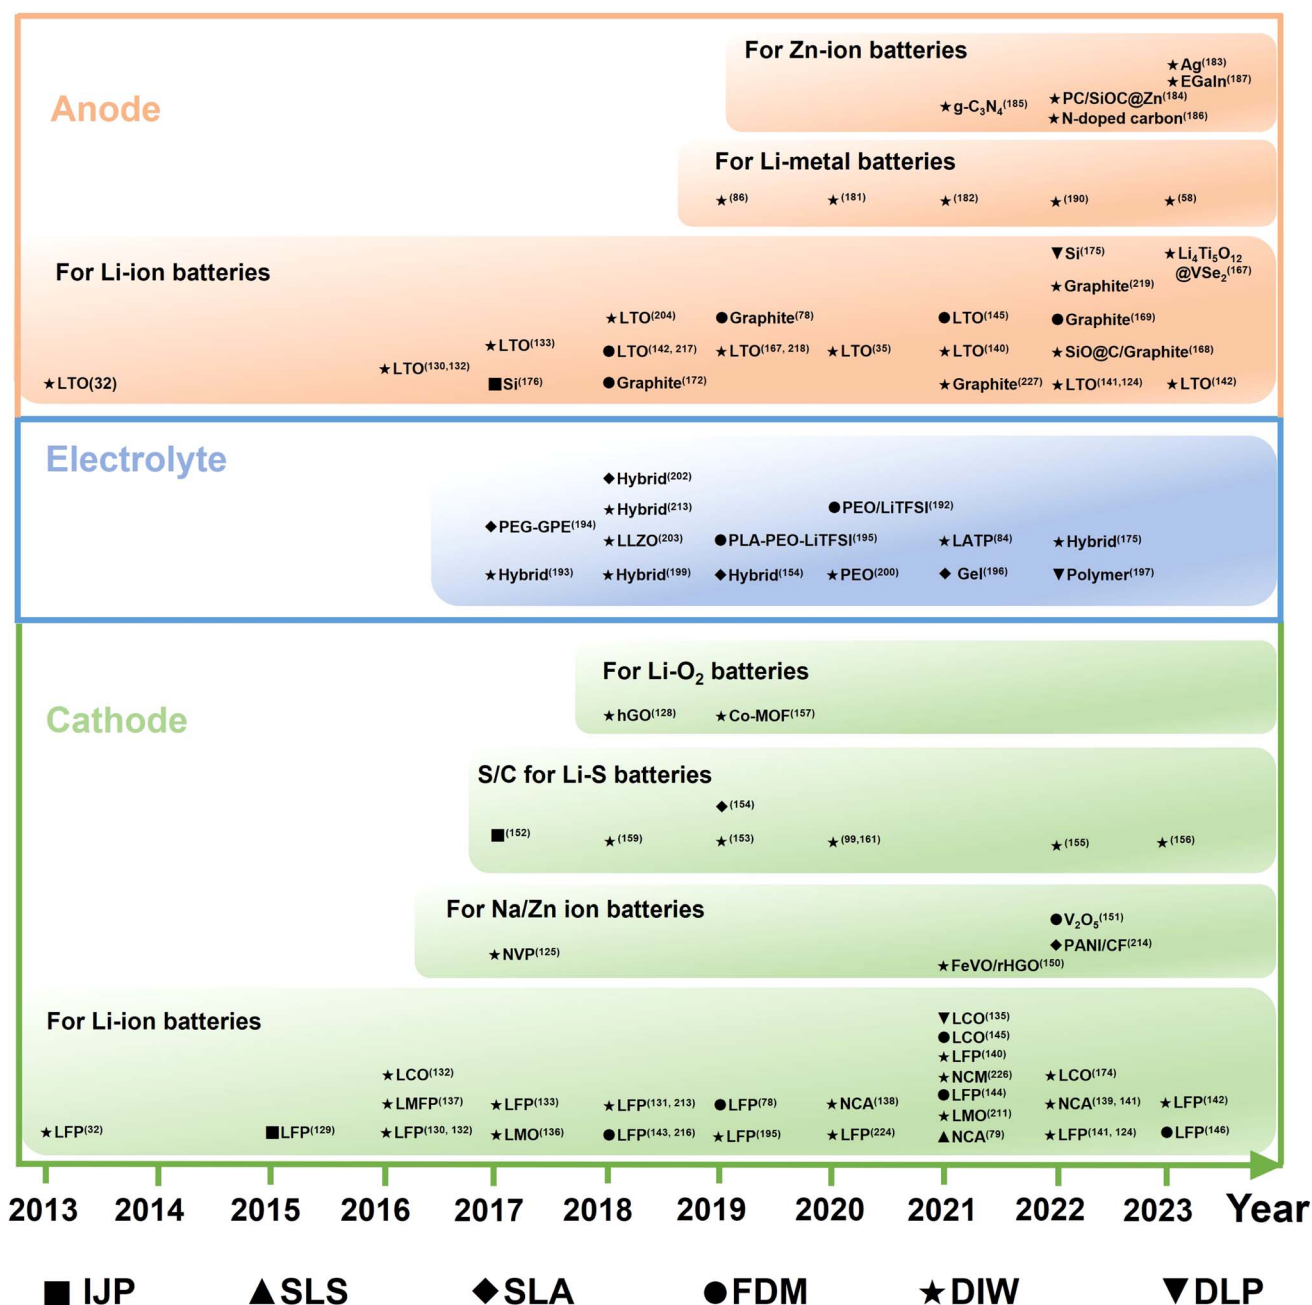 Anode
For Zn-ion batteries
★Ag(183)
★EGaIn(187)
★g-C3N4(185)
★PC/SiOC@Zn(184)
★N-doped carbon(186)
For Li-metal batteries
★(86) ★(181) ★(182) ★(190) ★(58)
For Li-ion batteries
▼Si(175) ★Li4Ti5O12
@VSe2(167)
★Graphite(219)
★LTO(204) ●Graphite(78) ●LTO(145) ●Graphite(169)
★LTO(133) ●LTO(142, 217) ★LTO(167, 218) ★LTO(35) ★LTO(140) ★SiO@C/Graphite(168)
★LTO(130,132)
★LTO(32) ■Si(176) ●Graphite(172) ★Graphite(227) ★LTO(141,124) ★LTO(142)
Electrolyte
◆Hybrid(202)
★Hybrid(213) ●PEO/LiTFSI(192)
◆PEG-GPE(194)
★LLZO(203) ●PLA-PEO-LiTFSI(195) ★LATP(84) ★Hybrid(175)
★Hybrid(193) ★Hybrid(199) ◆Hybrid(154) ★PEO(200) ◆Gel(196) ▼Polymer(197)
Cathode
For Li-O2 batteries
★hGO(128) ★Co-MOF(157)
S/C for Li-S batteries
◆(154)
■(152) ★(159) ★(153) ★(99,161) ★(155) ★(156)
For Na/Zn ion batteries
●V2O5(151)
◆PANI/CF(214)
★NVP(125)
★FeVO/rHGO(150)
For Li-ion batteries
▼LCO(135)
●LCO(145)
★LFP(140)
★LCO(132) ★NCM(226) ★LCO(174)
●LFP(144)
★LMFP(137) ★LFP(133) ★LFP(131, 213) ●LFP(78) ★NCA(138) ★NCA(139, 141) ★LFP(142)
★LMO(211)
★LFP(32) ■LFP(129) ★LFP(130, 132) ★LMO(136) ●LFP(143, 216) ★LFP(195) ★LFP(224) ▲NCA(79) ★LFP(141, 124) ●LFP(146)
2013 2014 2015 2016 2017 2018 2019 2020 2021 2022 2023 Year
■ IJP ▲SLS ◆SLA ●FDM ★DIW ▼DLP